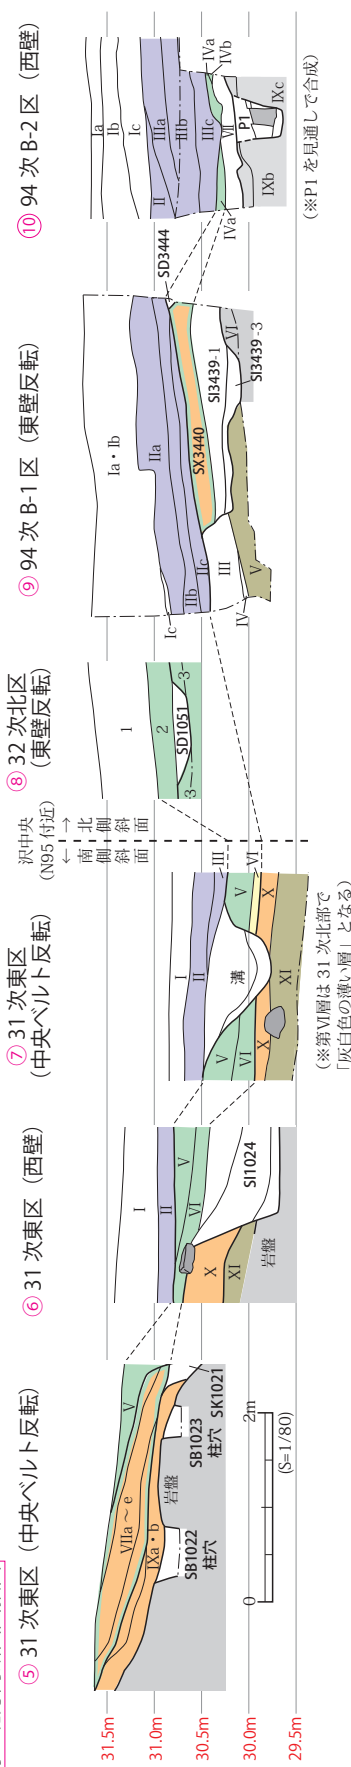 ⑤ 31 次東区（中央ベルト反転）
⑥ 31 次東区（西壁）
⑦ 31 次東区
（中央ベルト反転）
⑧ 32 次北区
（東壁反転）
⑨ 94 次 B-1 区（東壁反転）
⑩ 94 次 B-2 区（西壁）
31.5m
31.0m
30.5m
30.0m
29.5m
V
VIIa～e
IXa・b
岩盤
SB1022
柱穴
SB1023
柱穴
SK1021
0
2m
(S=1/80)
I
II
V
VI
X
XI
SI1024
岩盤
I
II
III
V
V
溝
VI
VI
X
X
XI
(※第VI層は 31 次北部で
「灰白色の薄い層」となる)
沢中央
(N95 付近)
←南側斜面
→北側斜面
1
2
SD1051
3
3
Ia・Ib
Ic
IIa
IIb
IIc
III
IV
V
VI
SX3440
SI3439-1
SI3439-3
SD3444
Ia
Ib
Ic
II
IIIa
IIIb
IIIc
IVa
IVa
IVb
VII
P1
IXb
IXc
(※P1 を見通しで合成)